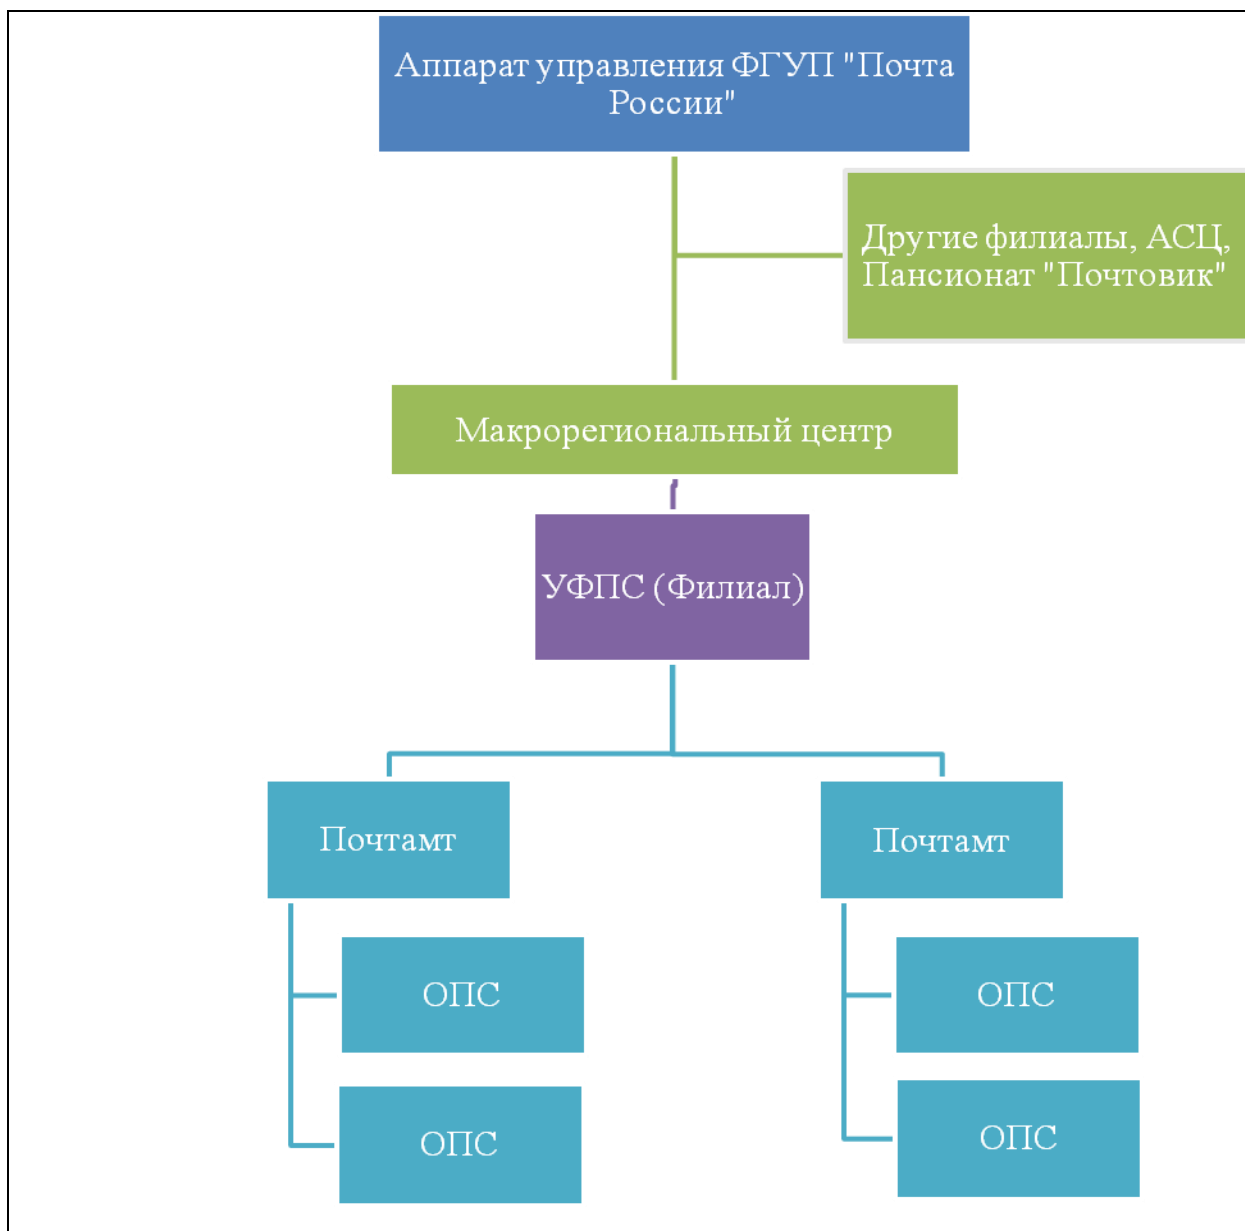 Аппарат управления ФГУП "Почта
России"
Другие филиалы, АСЦ,
Пансионат "Почтовик"
Макрорегиональный центр
УФПС (Филиал)
Почтамт
Почтамт
ОПС
ОПС
ОПС
ОПС